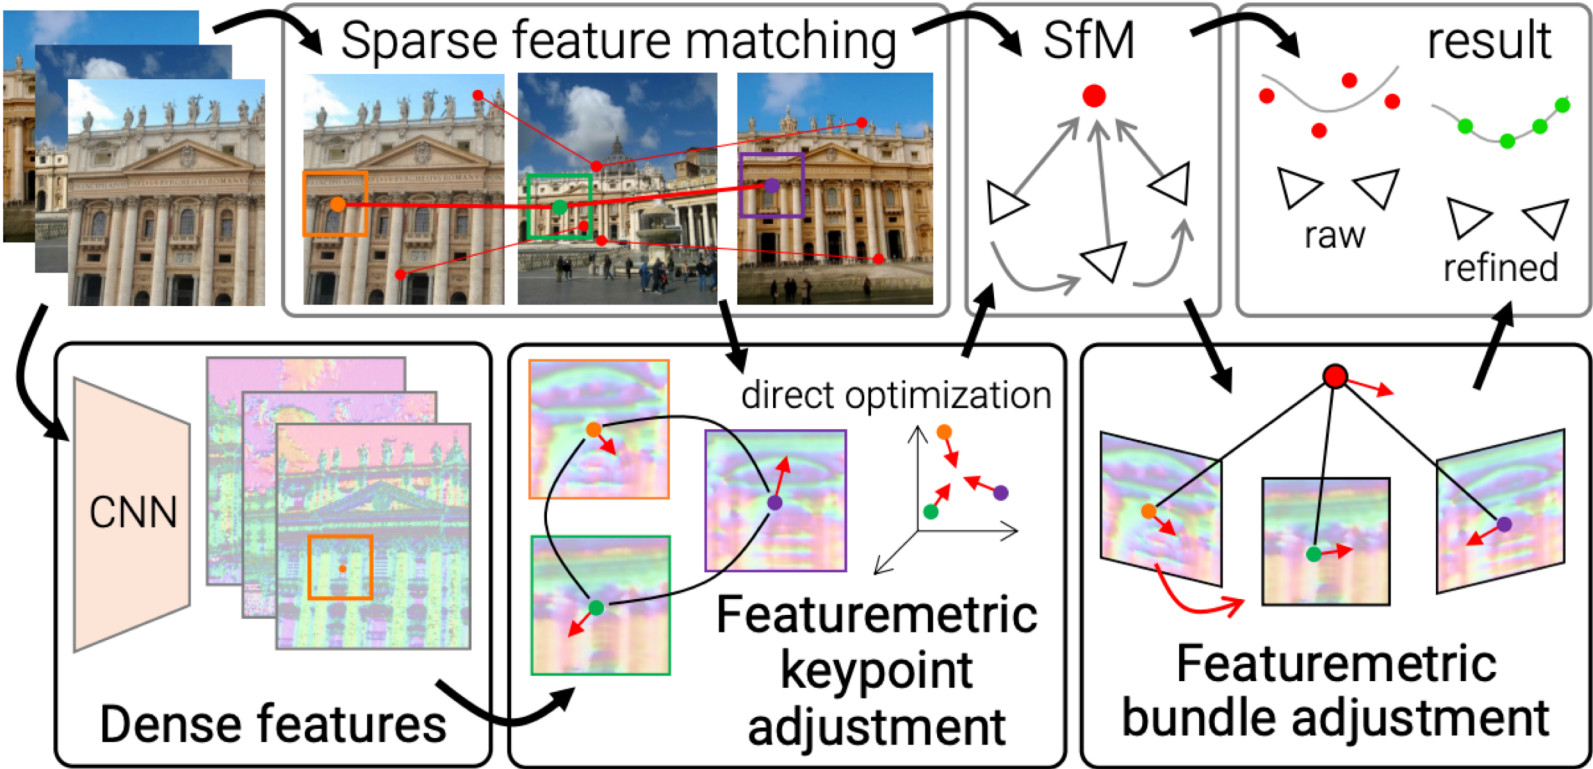 Sparse feature matching
SfM
result
raw
refined
CNN
Dense features
direct optimization
Featuremetric
keypoint
adjustment
Featuremetric
bundle adjustment